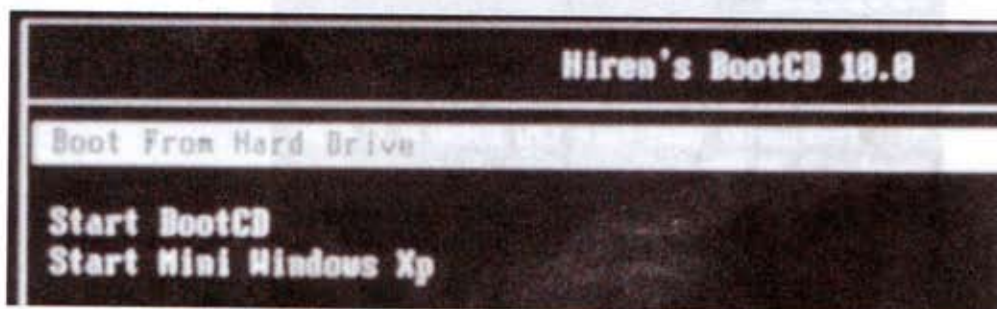 Hiren's BootCD 10.0
Boot From Hard Drive
Start BootCD
Start Mini Windows Xp